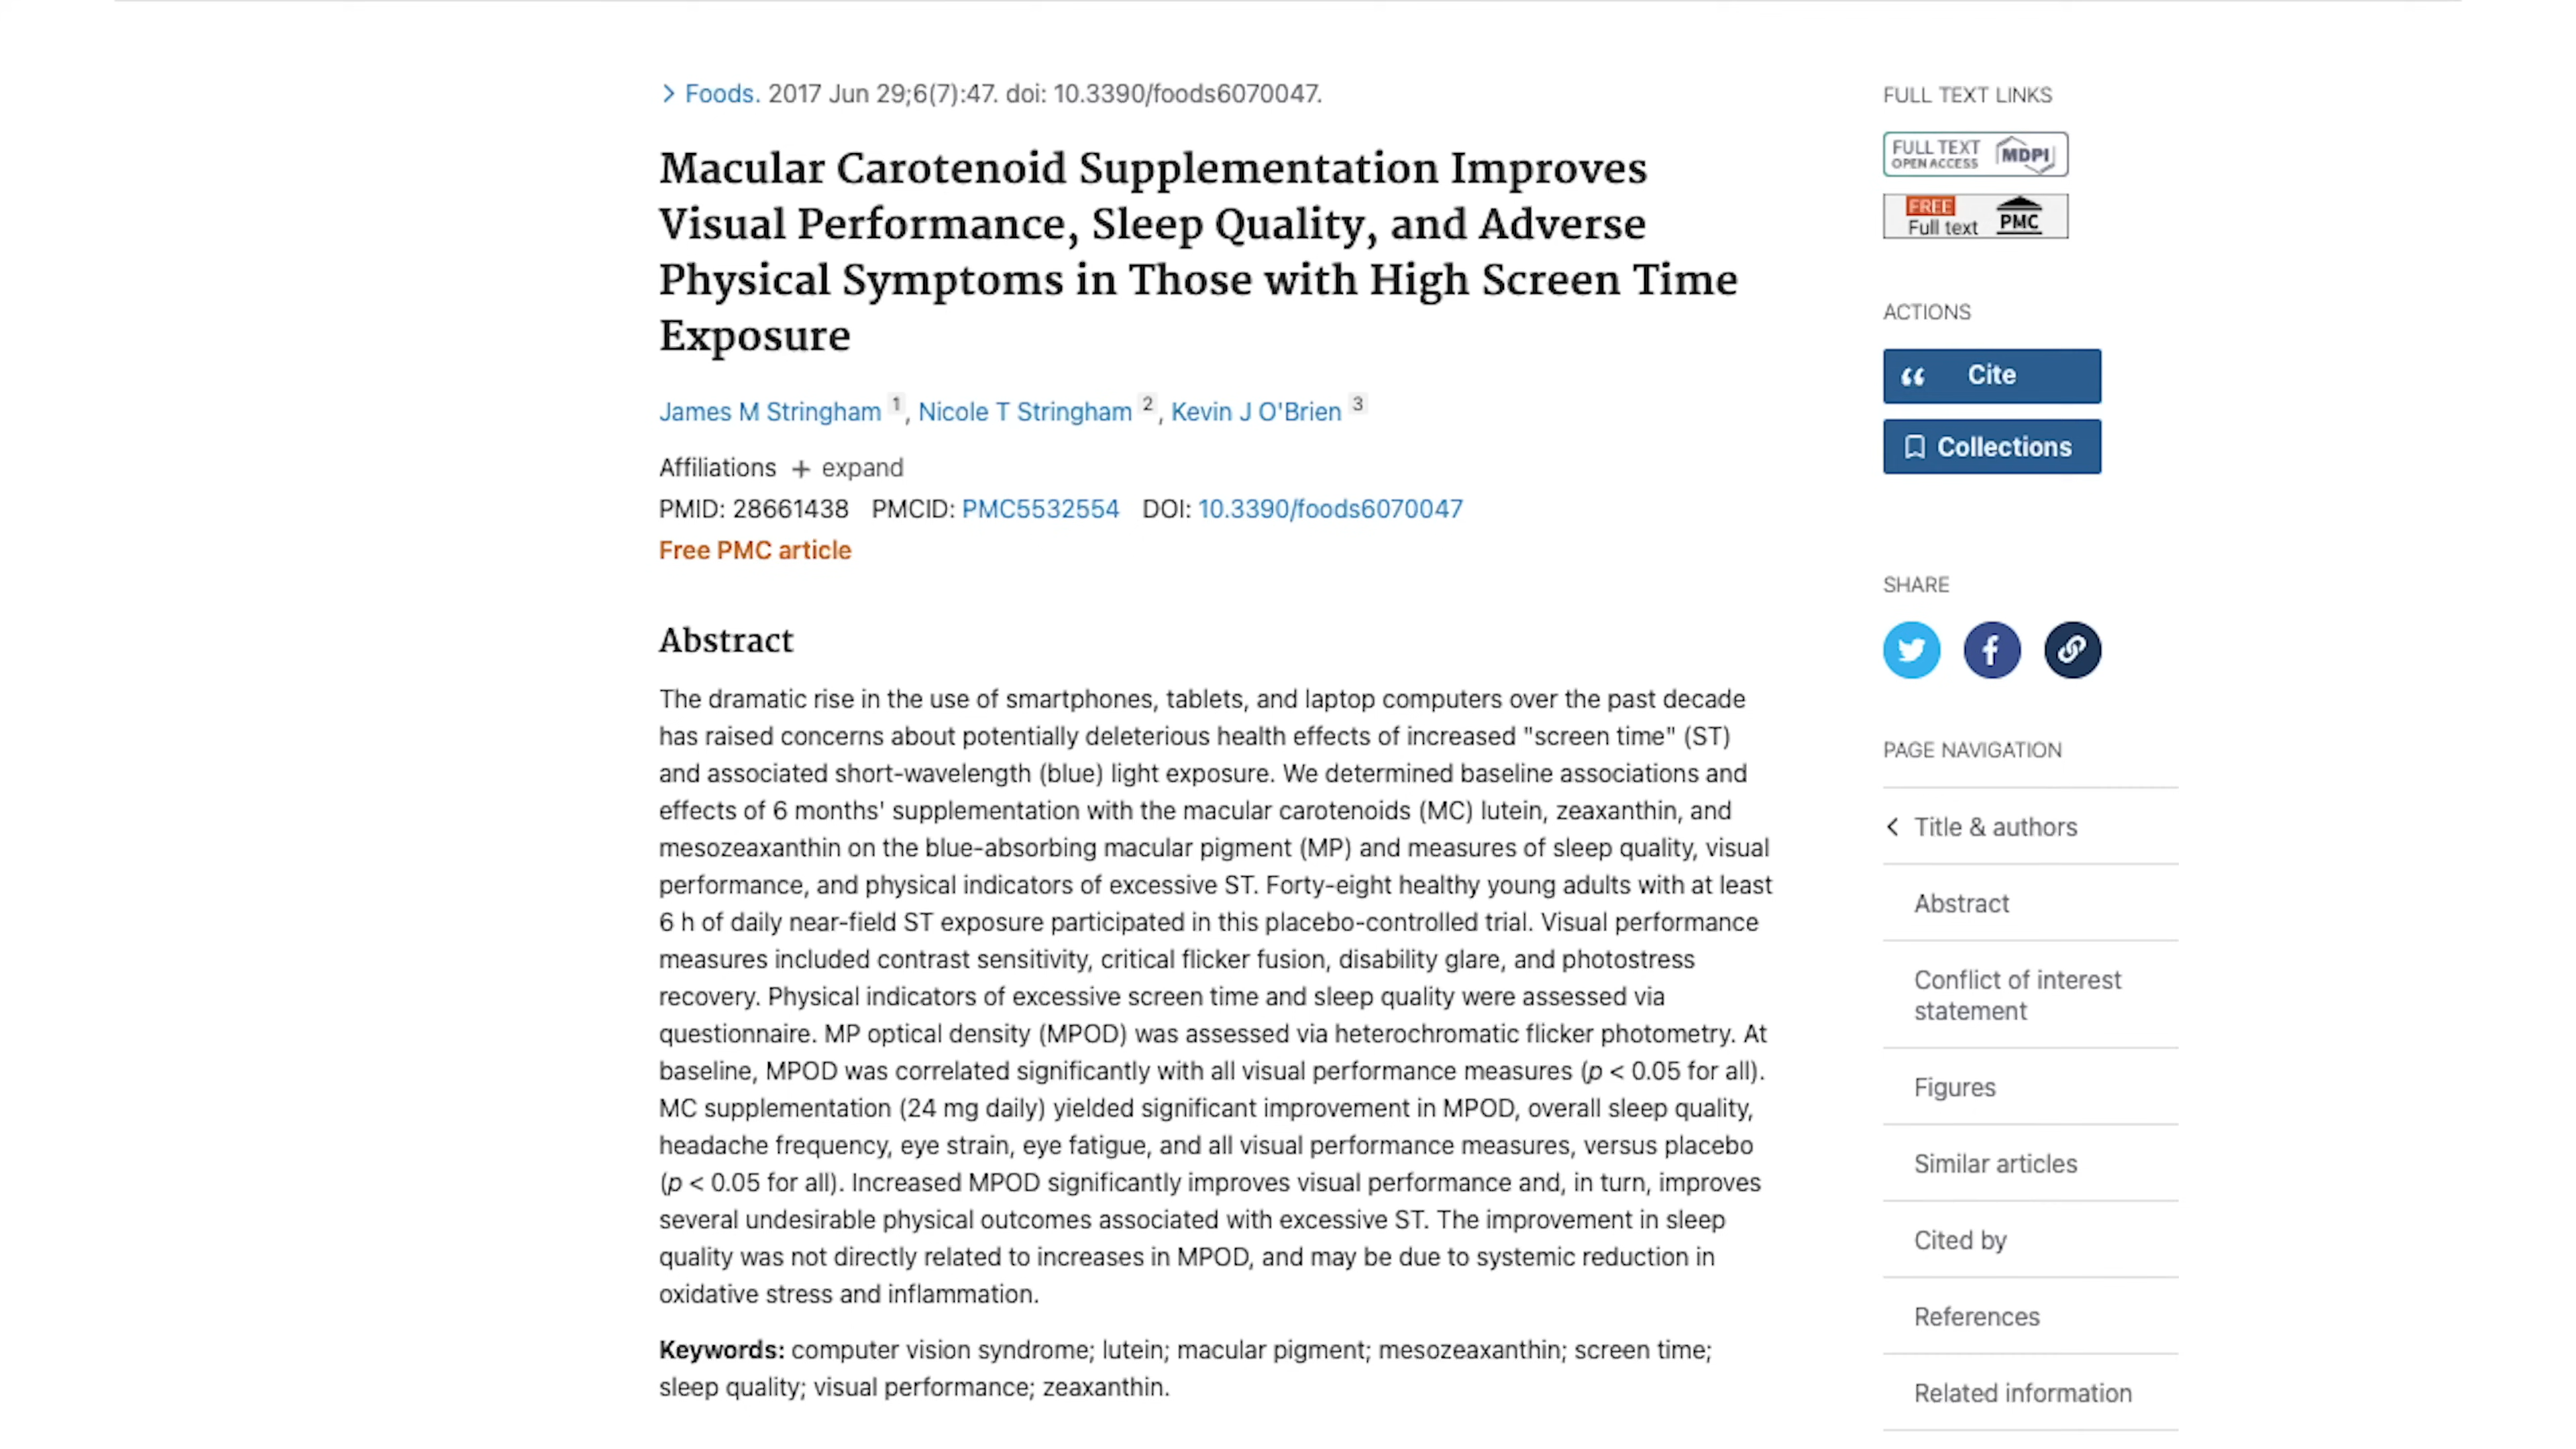 > Foods. 2017 Jun 29;6(7):47. doi: 10.3390/foods6070047.
Macular Carotenoid Supplementation Improves
Visual Performance, Sleep Quality, and Adverse
Physical Symptoms in Those with High Screen Time
Exposure
James M Stringham 1, Nicole T Stringham 2, Kevin J O'Brien 3
Affiliations + expand
PMID: 28661438 PMCID: PMC5532554 DOI: 10.3390/foods6070047
Free PMC article
Abstract
The dramatic rise in the use of smartphones, tablets, and laptop computers over the past decade
has raised concerns about potentially deleterious health effects of increased "screen time" (ST)
and associated short-wavelength (blue) light exposure. We determined baseline associations and
effects of 6 months' supplementation with the macular carotenoids (MC) lutein, zeaxanthin, and
mesozeaxanthin on the blue-absorbing macular pigment (MP) and measures of sleep quality, visual
performance, and physical indicators of excessive ST. Forty-eight healthy young adults with at least
6 h of daily near-field ST exposure participated in this placebo-controlled trial. Visual performance
measures included contrast sensitivity, critical flicker fusion, disability glare, and photostress
recovery. Physical indicators of excessive screen time and sleep quality were assessed via
questionnaire. MP optical density (MPOD) was assessed via heterochromatic flicker photometry. At
baseline, MPOD was correlated significantly with all visual performance measures (p < 0.05 for all).
MC supplementation (24 mg daily) yielded significant improvement in MPOD, overall sleep quality,
headache frequency, eye strain, eye fatigue, and all visual performance measures, versus placebo
(p < 0.05 for all). Increased MPOD significantly improves visual performance and, in turn, improves
several undesirable physical outcomes associated with excessive ST. The improvement in sleep
quality was not directly related to increases in MPOD, and may be due to systemic reduction in
oxidative stress and inflammation.
Keywords: computer vision syndrome; lutein; macular pigment; mesozeaxanthin; screen time;
sleep quality; visual performance; zeaxanthin.
FULL TEXT LINKS
FULL TEXT
OPEN ACCESS
MDPI
FREE
Full text
PMC
ACTIONS
Cite
Collections
SHARE
PAGE NAVIGATION
Title & authors
Abstract
Conflict of interest
statement
Figures
Similar articles
Cited by
References
Related information